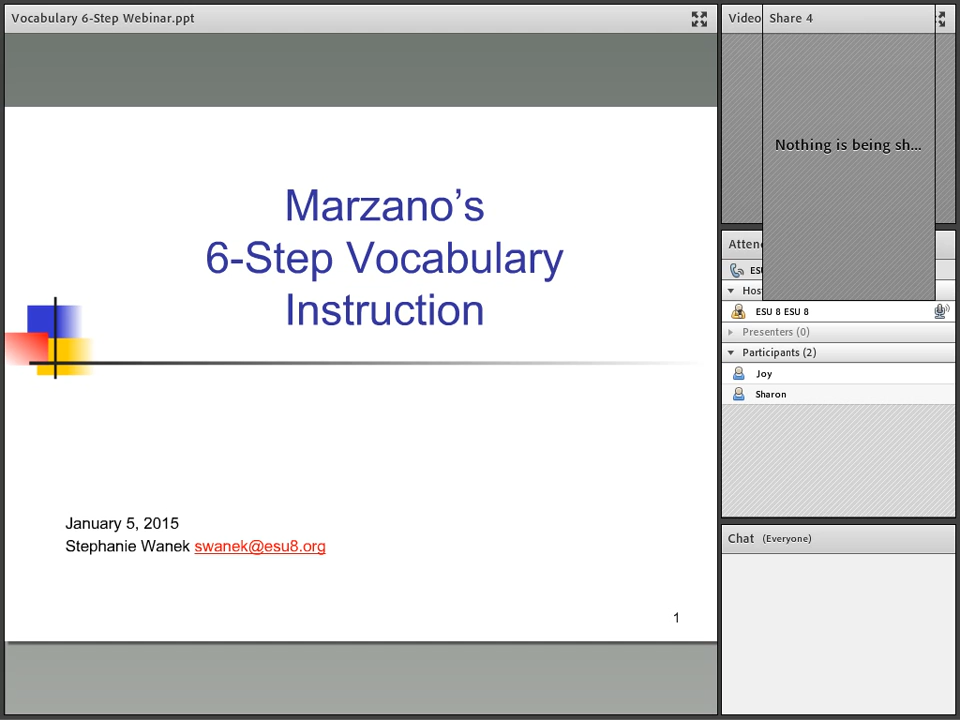 Vocabulary 6-Step Webinar.ppt
Marzano's
6-Step Vocabulary
Instruction
January 5, 2015
Stephanie Wanek swanek@esu8.org
1
Video
Share 4
Nothing is being sh...
ESU 8 ESU 8
Presenters (0)
Participants (2)
Joy
Sharon
Chat (Everyone)